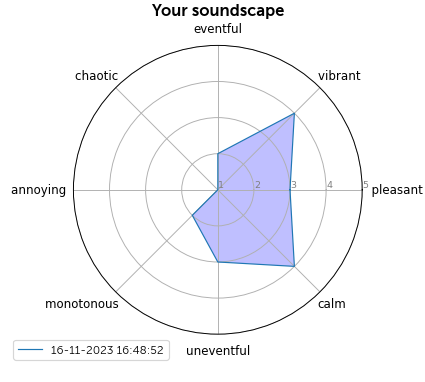 Your soundscape
eventful
chaotic
vibrant
annoying
1
2
3
4
5
pleasant
monotonous
calm
16-11-2023 16:48:52
uneventful